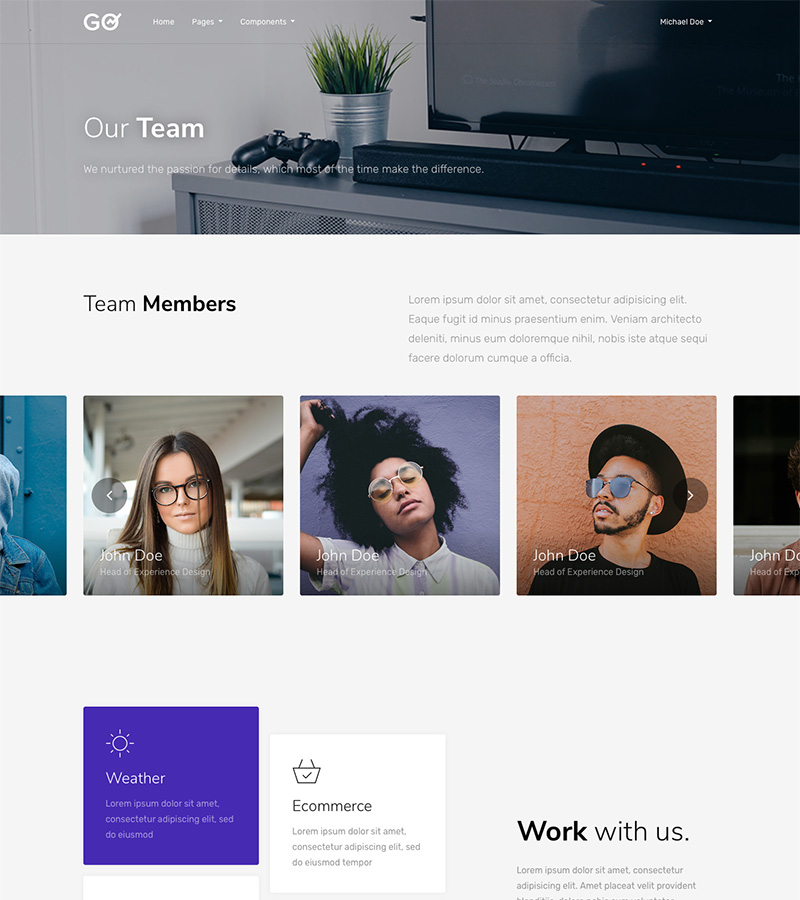 GO
Home Pages Components Michael Doe
Our Team
We nurtured the passion for details, which most of the time make the difference.
Team Members
Lorem ipsum dolor sit amet, consectetur adipisicing elit.
Eaque fugit id minus praesentium enim. Veniam architecto
deleniti, minus eum doloremque nihil, nobis iste atque sequi
facere dolorum cumque a officia.
John Doe
Head of Experience Design
John Doe
Head of Experience Design
John Doe
Head of Experience Design
John Do
Head of Exp
Weather
Lorem ipsum dolor sit amet,
consectetur adipiscing elit, sed
do eiusmod
Ecommerce
Lorem ipsum dolor sit amet,
consectetur adipiscing elit, sed
do eiusmod tempor
Work with us.
Lorem ipsum dolor sit amet, consectetur
adipisicing elit. Amet placeat velit provident